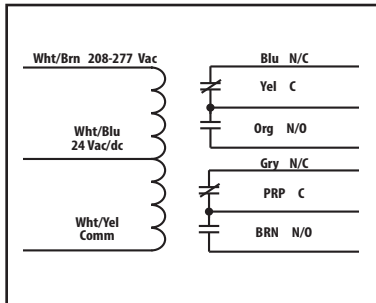 Wht/Brn 208-277 Vac
Wht/Blu
24 Vac/dc
Wht/Yel
Comm
Blu N/C
Yel C
Org N/O
Gry N/C
PRP C
BRN N/O